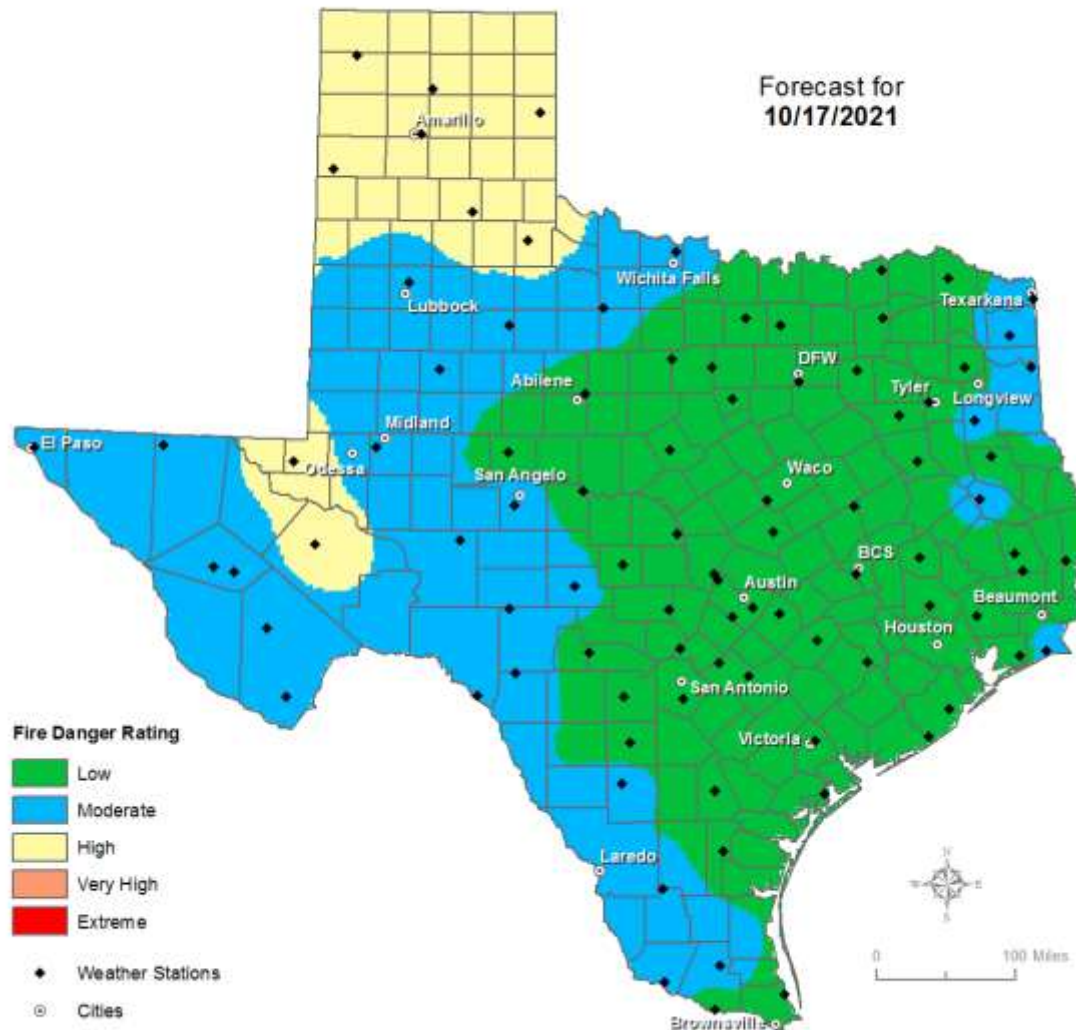 Forecast for
10/17/2021
Amarillo
Wichita Falls
Lubbock
Texarkana
DFW
Abilene
Tyler
Longview
Midland
El Paso
Odessa
Waco
San Angelo
BCS
Austin
Beaumont
Houston
San Antonio
Victoria
Laredo
Brownsville
Fire Danger Rating
Low
Moderate
High
Very High
Extreme
Weather Stations
Cities
N
W
E
S
0
100 Miles